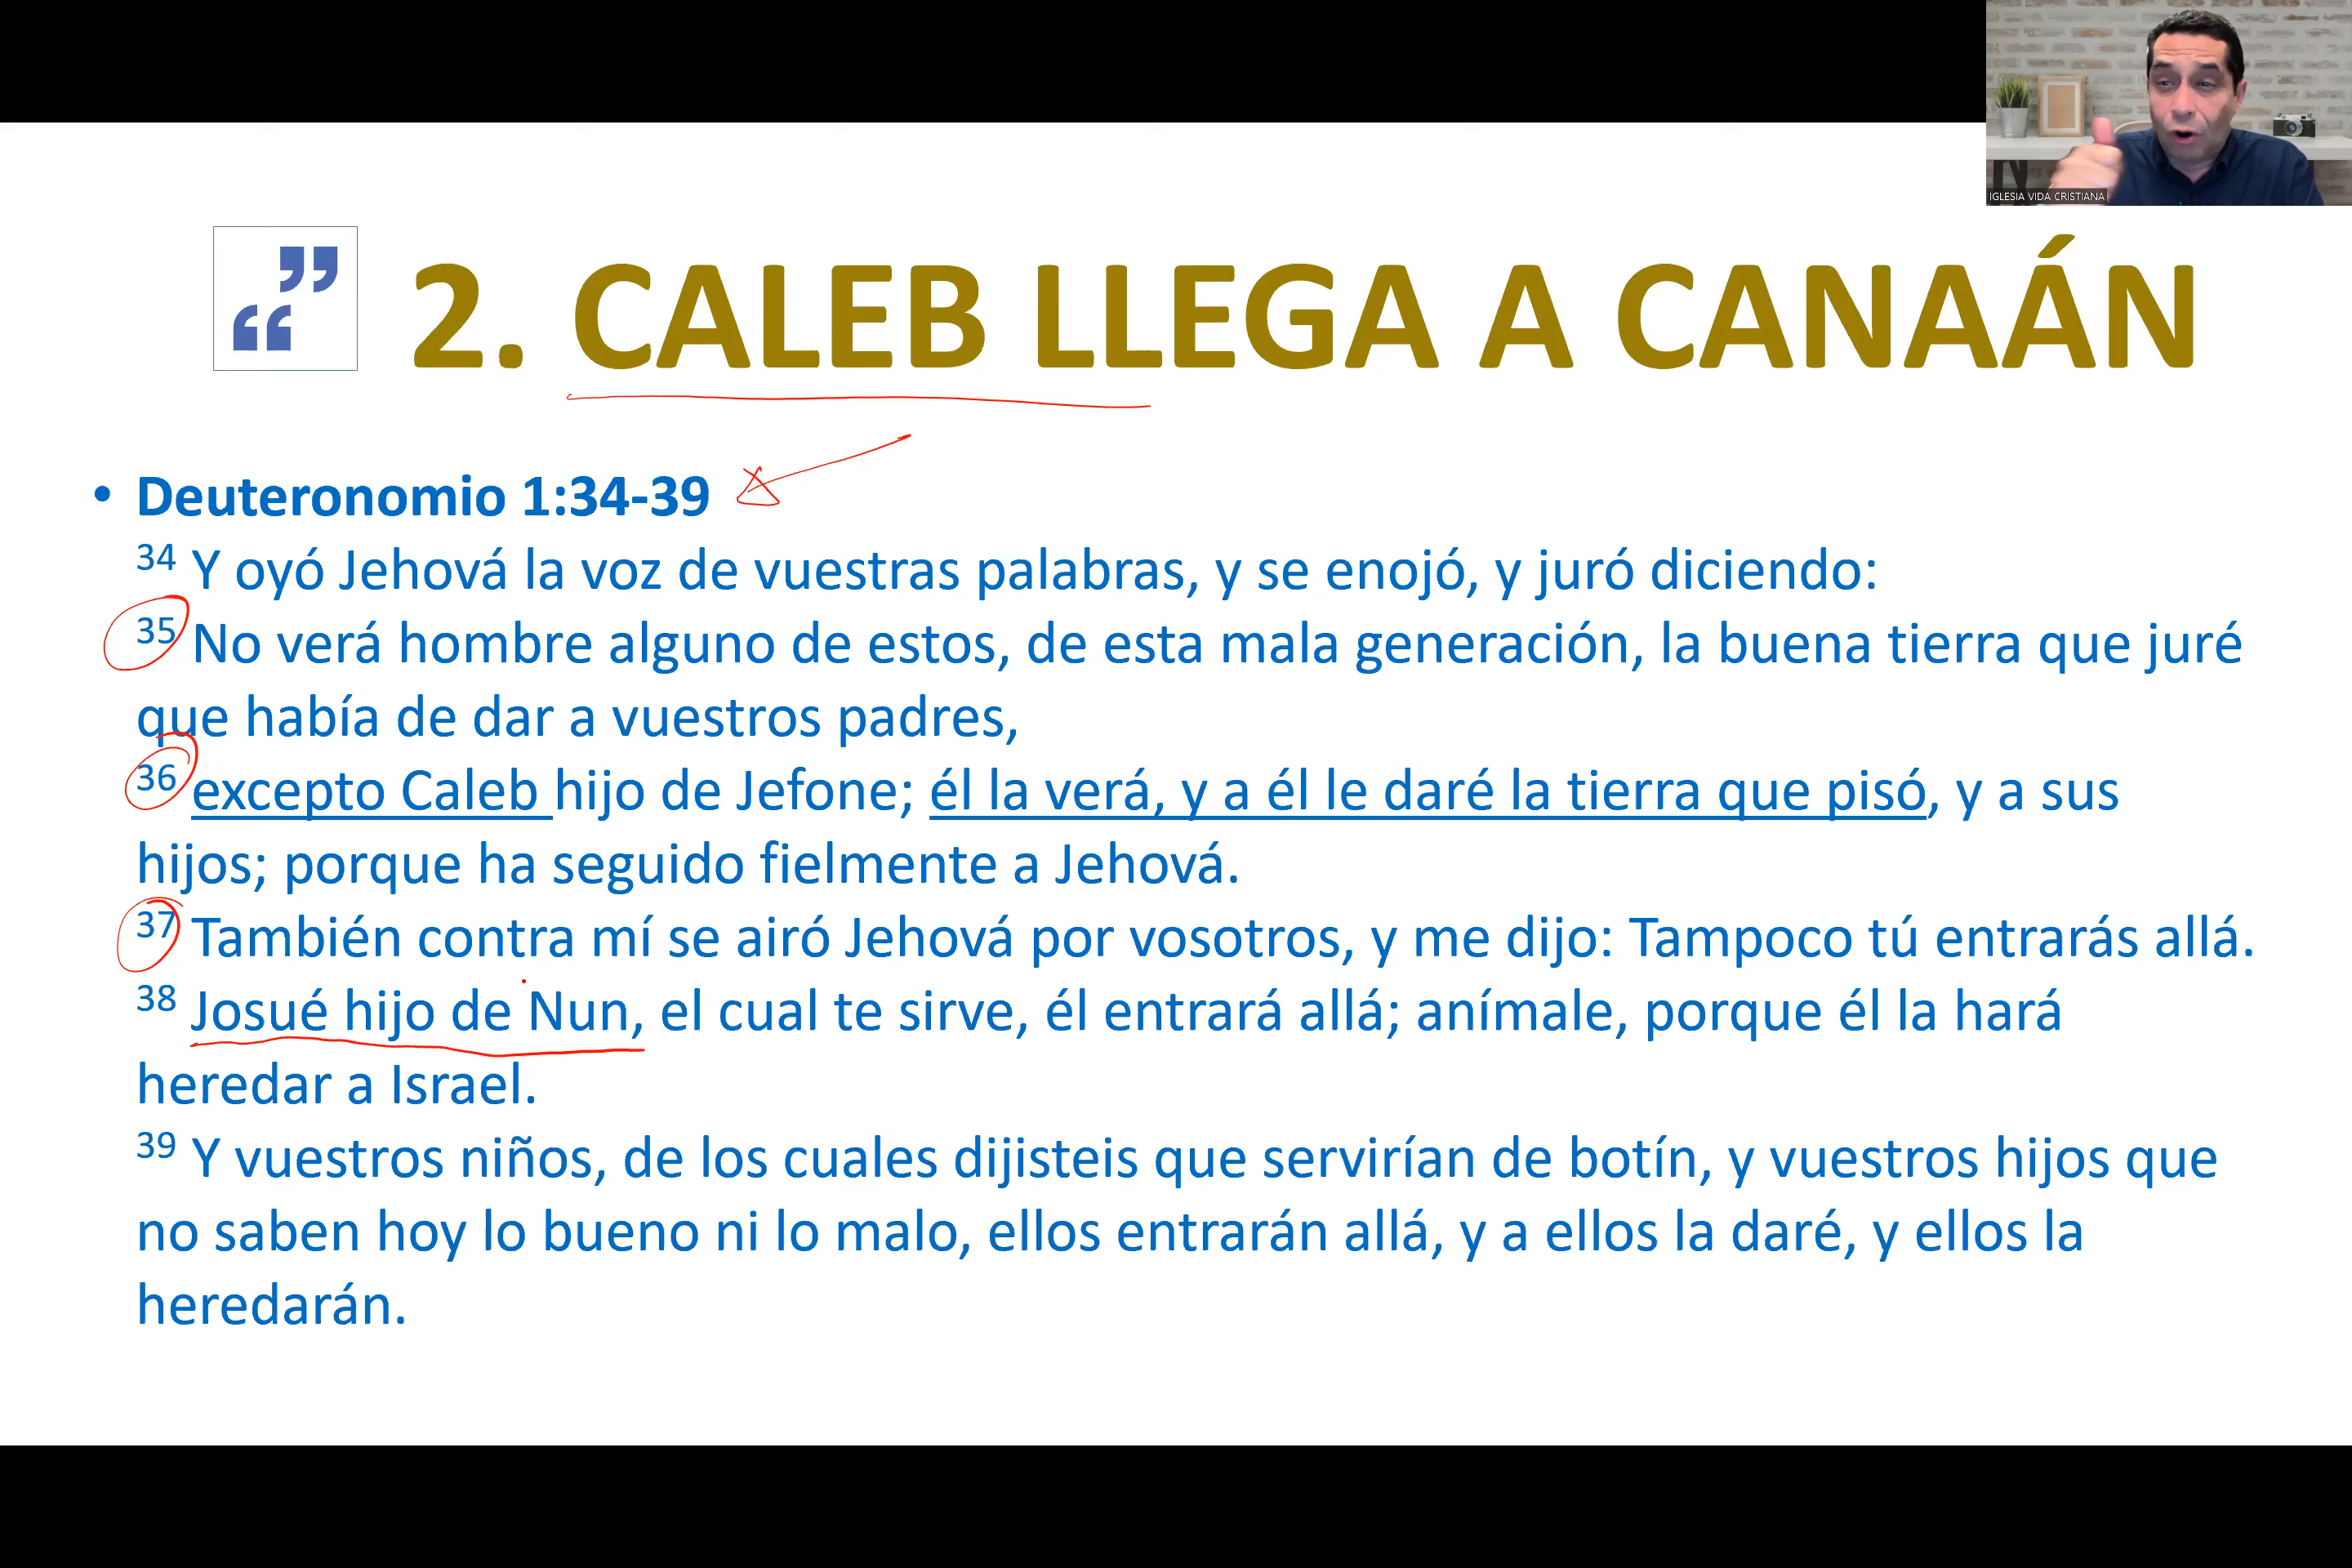 IGLESIA VIDA CRISTIANA
2. CALEB LLEGA A CANAÁN
• Deuteronomio 1:34-39
34 Y oyó Jehová la voz de vuestras palabras, y se enojó, y juró diciendo:
35 No verá hombre alguno de estos, de esta mala generación, la buena tierra que juré
que había de dar a vuestros padres,
36 excepto Caleb hijo de Jefone; él la verá, y a él le daré la tierra que pisó, y a sus
hijos; porque ha seguido fielmente a Jehová.
37 También contra mí se airó Jehová por vosotros, y me dijo: Tampoco tú entrarás allá.
38 Josué hijo de Nun, el cual te sirve, él entrará allá; anímale, porque él la hará
heredar a Israel.
39 Y vuestros niños, de los cuales dijisteis que servirían de botín, y vuestros hijos que
no saben hoy lo bueno ni lo malo, ellos entrarán allá, y a ellos la daré, y ellos la
heredarán.